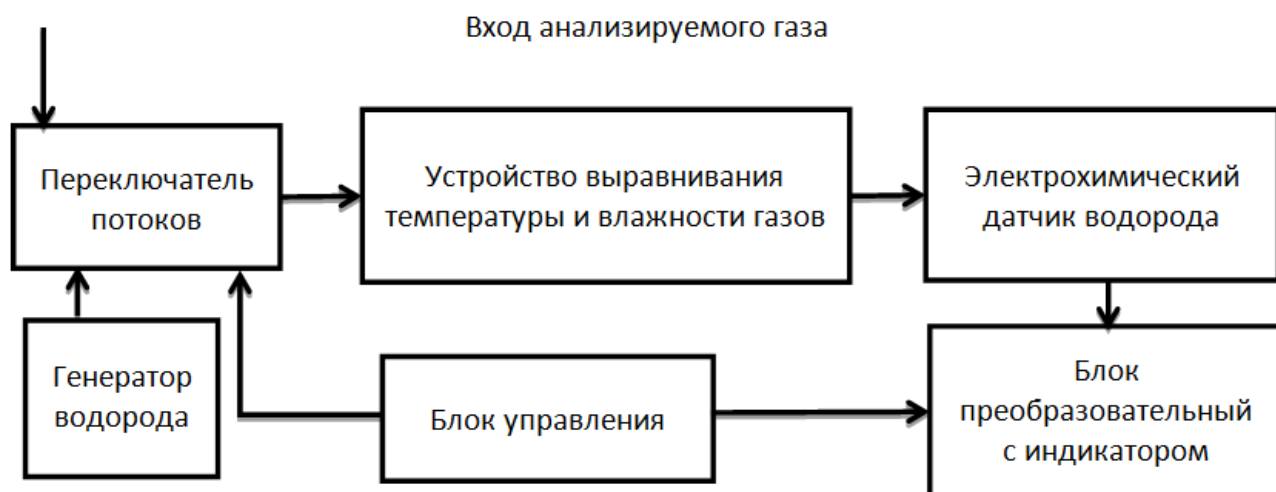 Вход анализируемого газа
Переключатель
потоков
Устройство выравнивания
температуры и влажности газов
Электрохимический
датчик водорода
Генератор
водорода
Блок управления
Блок
преобразовательный
с индикатором